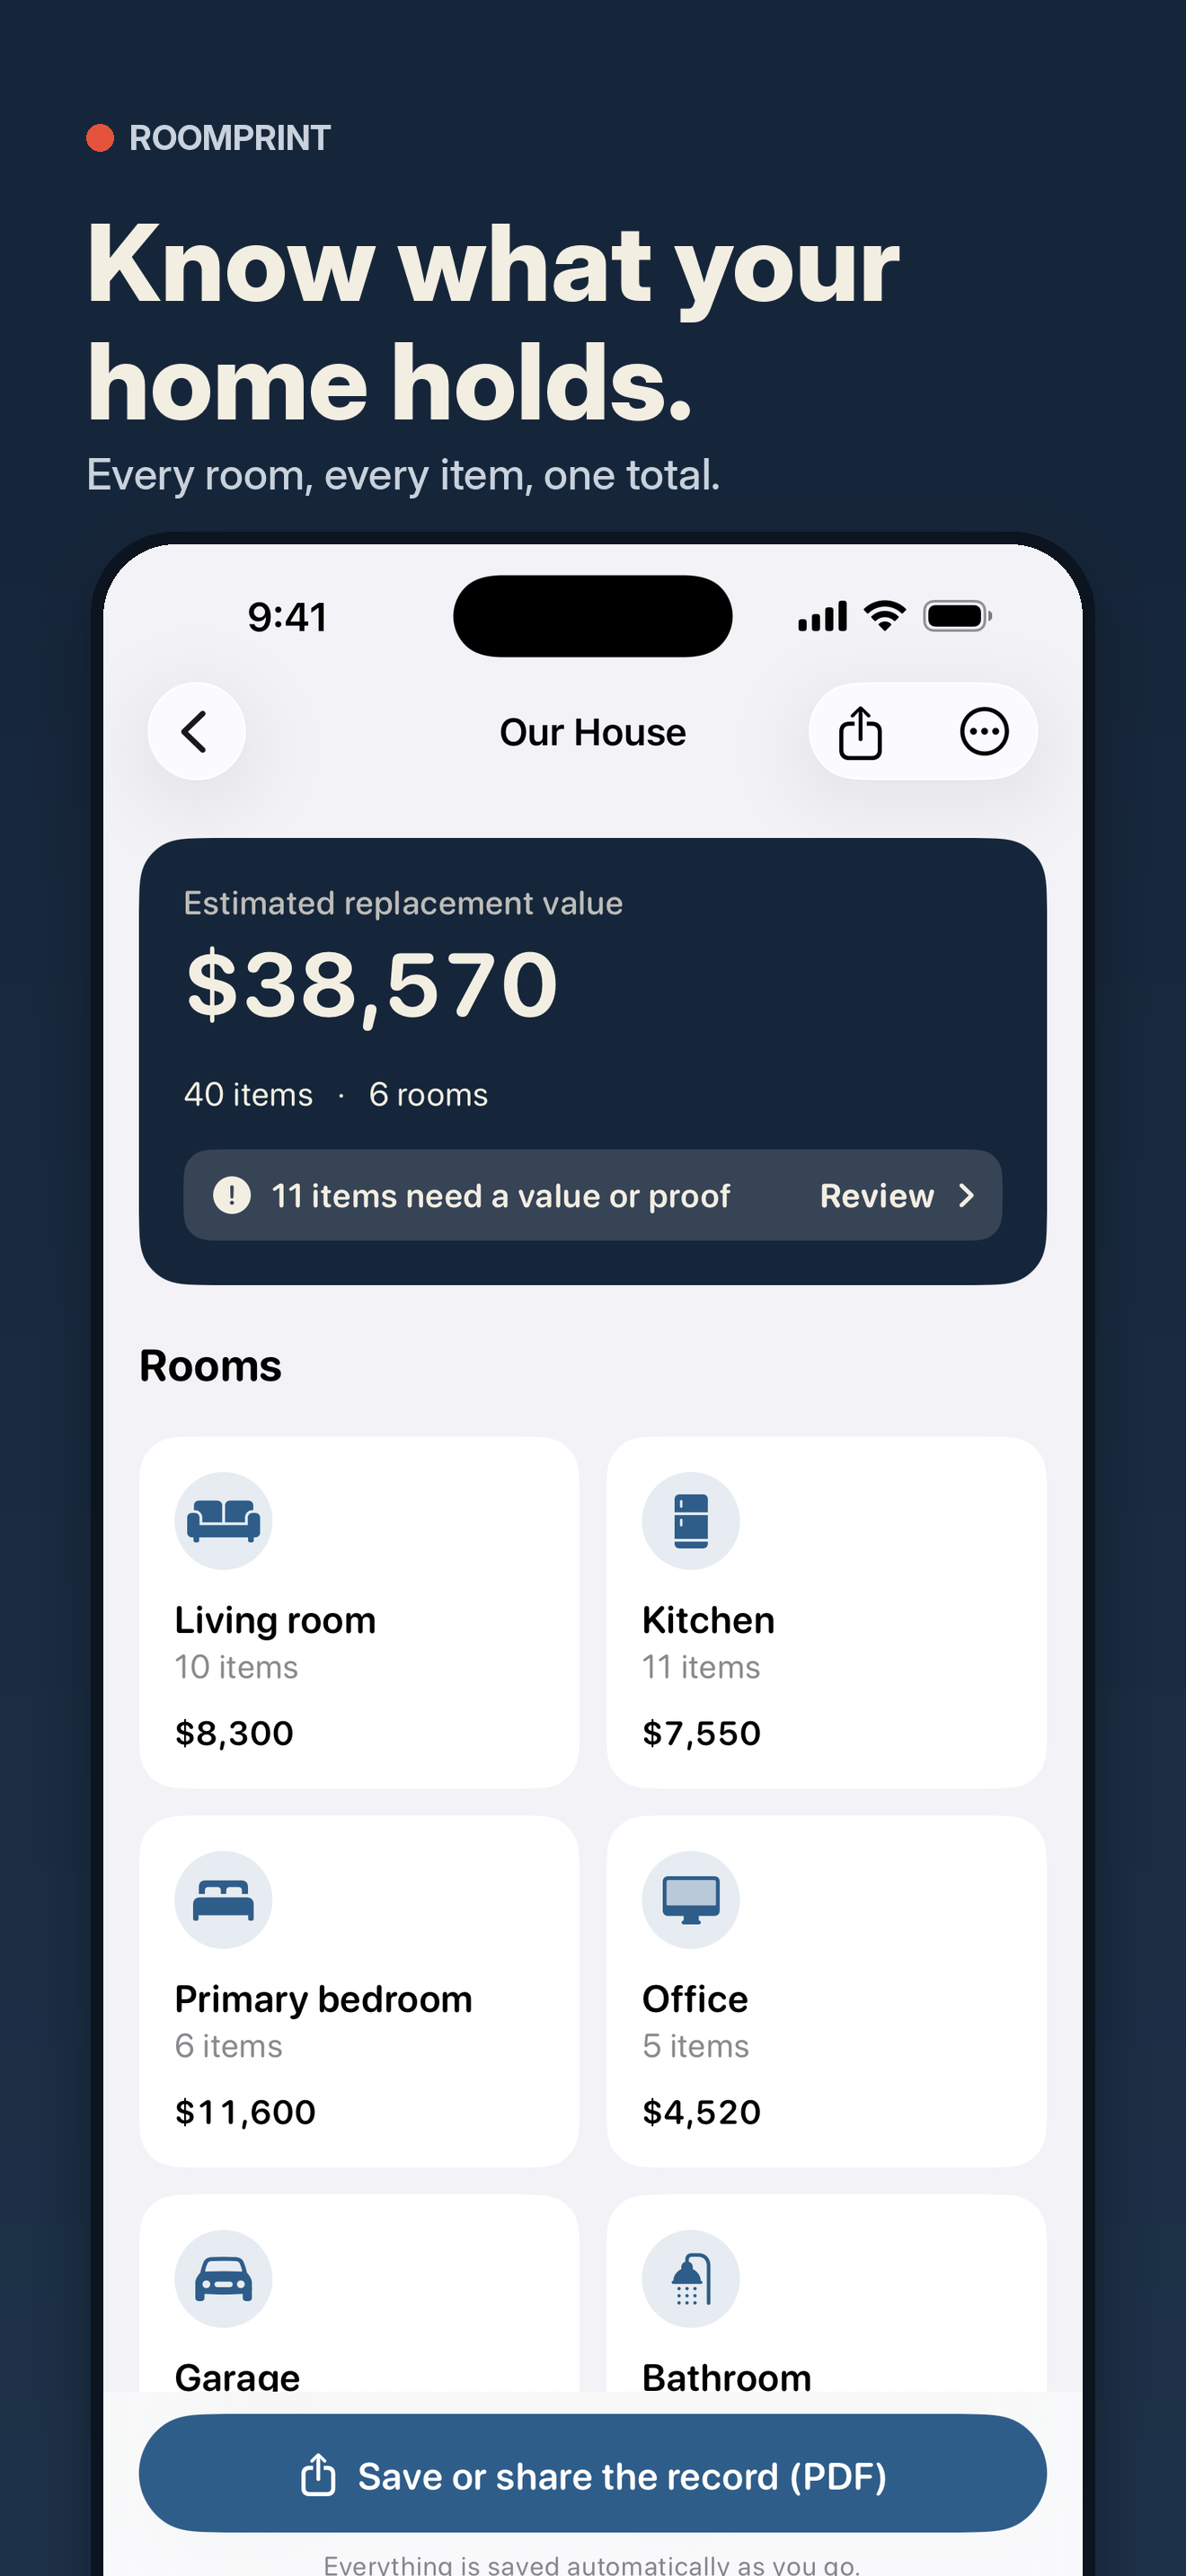 ROOMPRINT
Know what your
home holds.
Every room, every item, one total.
9:41
Our House
Estimated replacement value
$38,570
40 items · 6 rooms
11 items need a value or proof Review
Rooms
Living room
10 items
$8,300
Kitchen
11 items
$7,550
Primary bedroom
6 items
$11,600
Office
5 items
$4,520
Garage
Bathroom
Save or share the record (PDF)
Everything is saved automatically as you go.